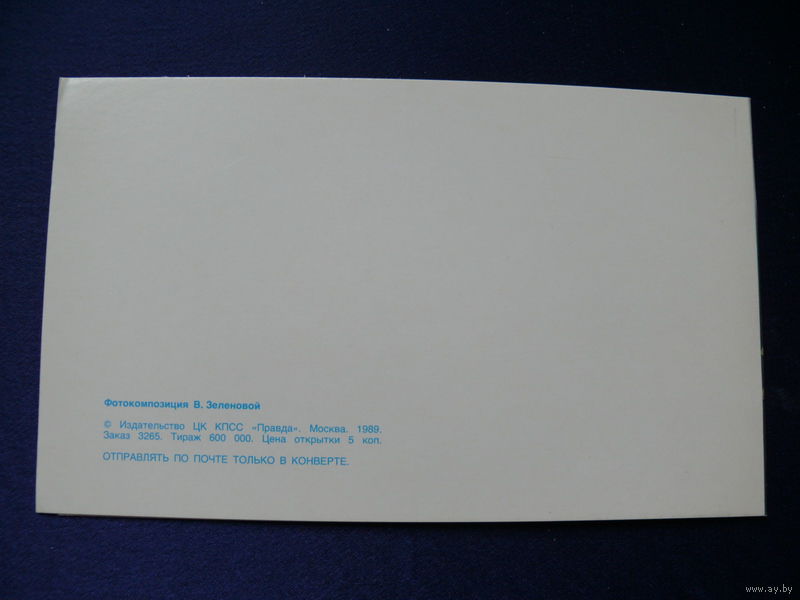 Фотокомпозиция В. Зеленовой
© Издательство ЦК КПСС «Правда». Москва. 1989.
Заказ 3265. Тираж 600 000. Цена открытки 5 коп.
ОТПРАВЛЯТЬ ПО ПОЧТЕ ТОЛЬКО В КОНВЕРТЕ.
www.ay.by